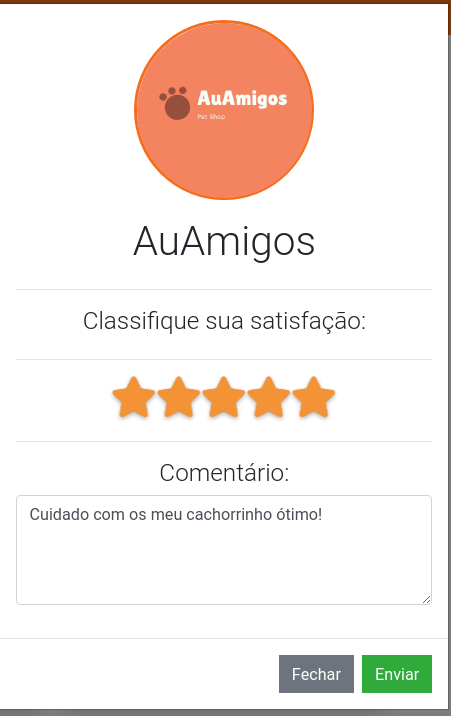 AuAmigos
Pet Shop
AuAmigos
Classifique sua satisfação:
Comentário:
Cuidado com os meu cachorrinho ótimo!
Fechar
Enviar